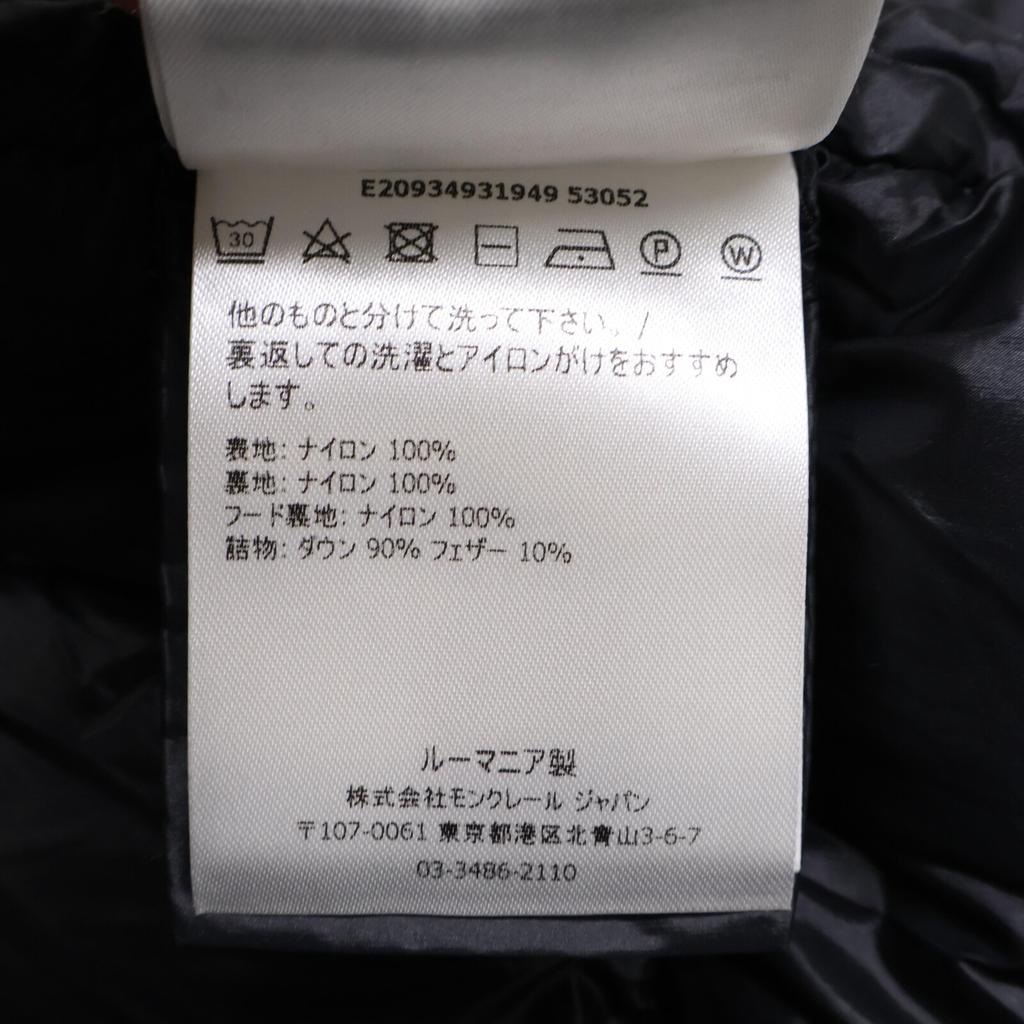 E20934931949 53052
30 P W
他のものと分けて洗って下さい。/
裏返しての洗濯とアイロンがけをおすすめ
します。
表地: ナイロン 100%
裏地: ナイロン 100%
フード裏地: ナイロン 100%
詰物: ダウン 90% フェザー 10%
ルーマニア製
株式会社モンクレール ジャパン
〒107-0061 東京都港区北青山3-6-7
03-3486-2110